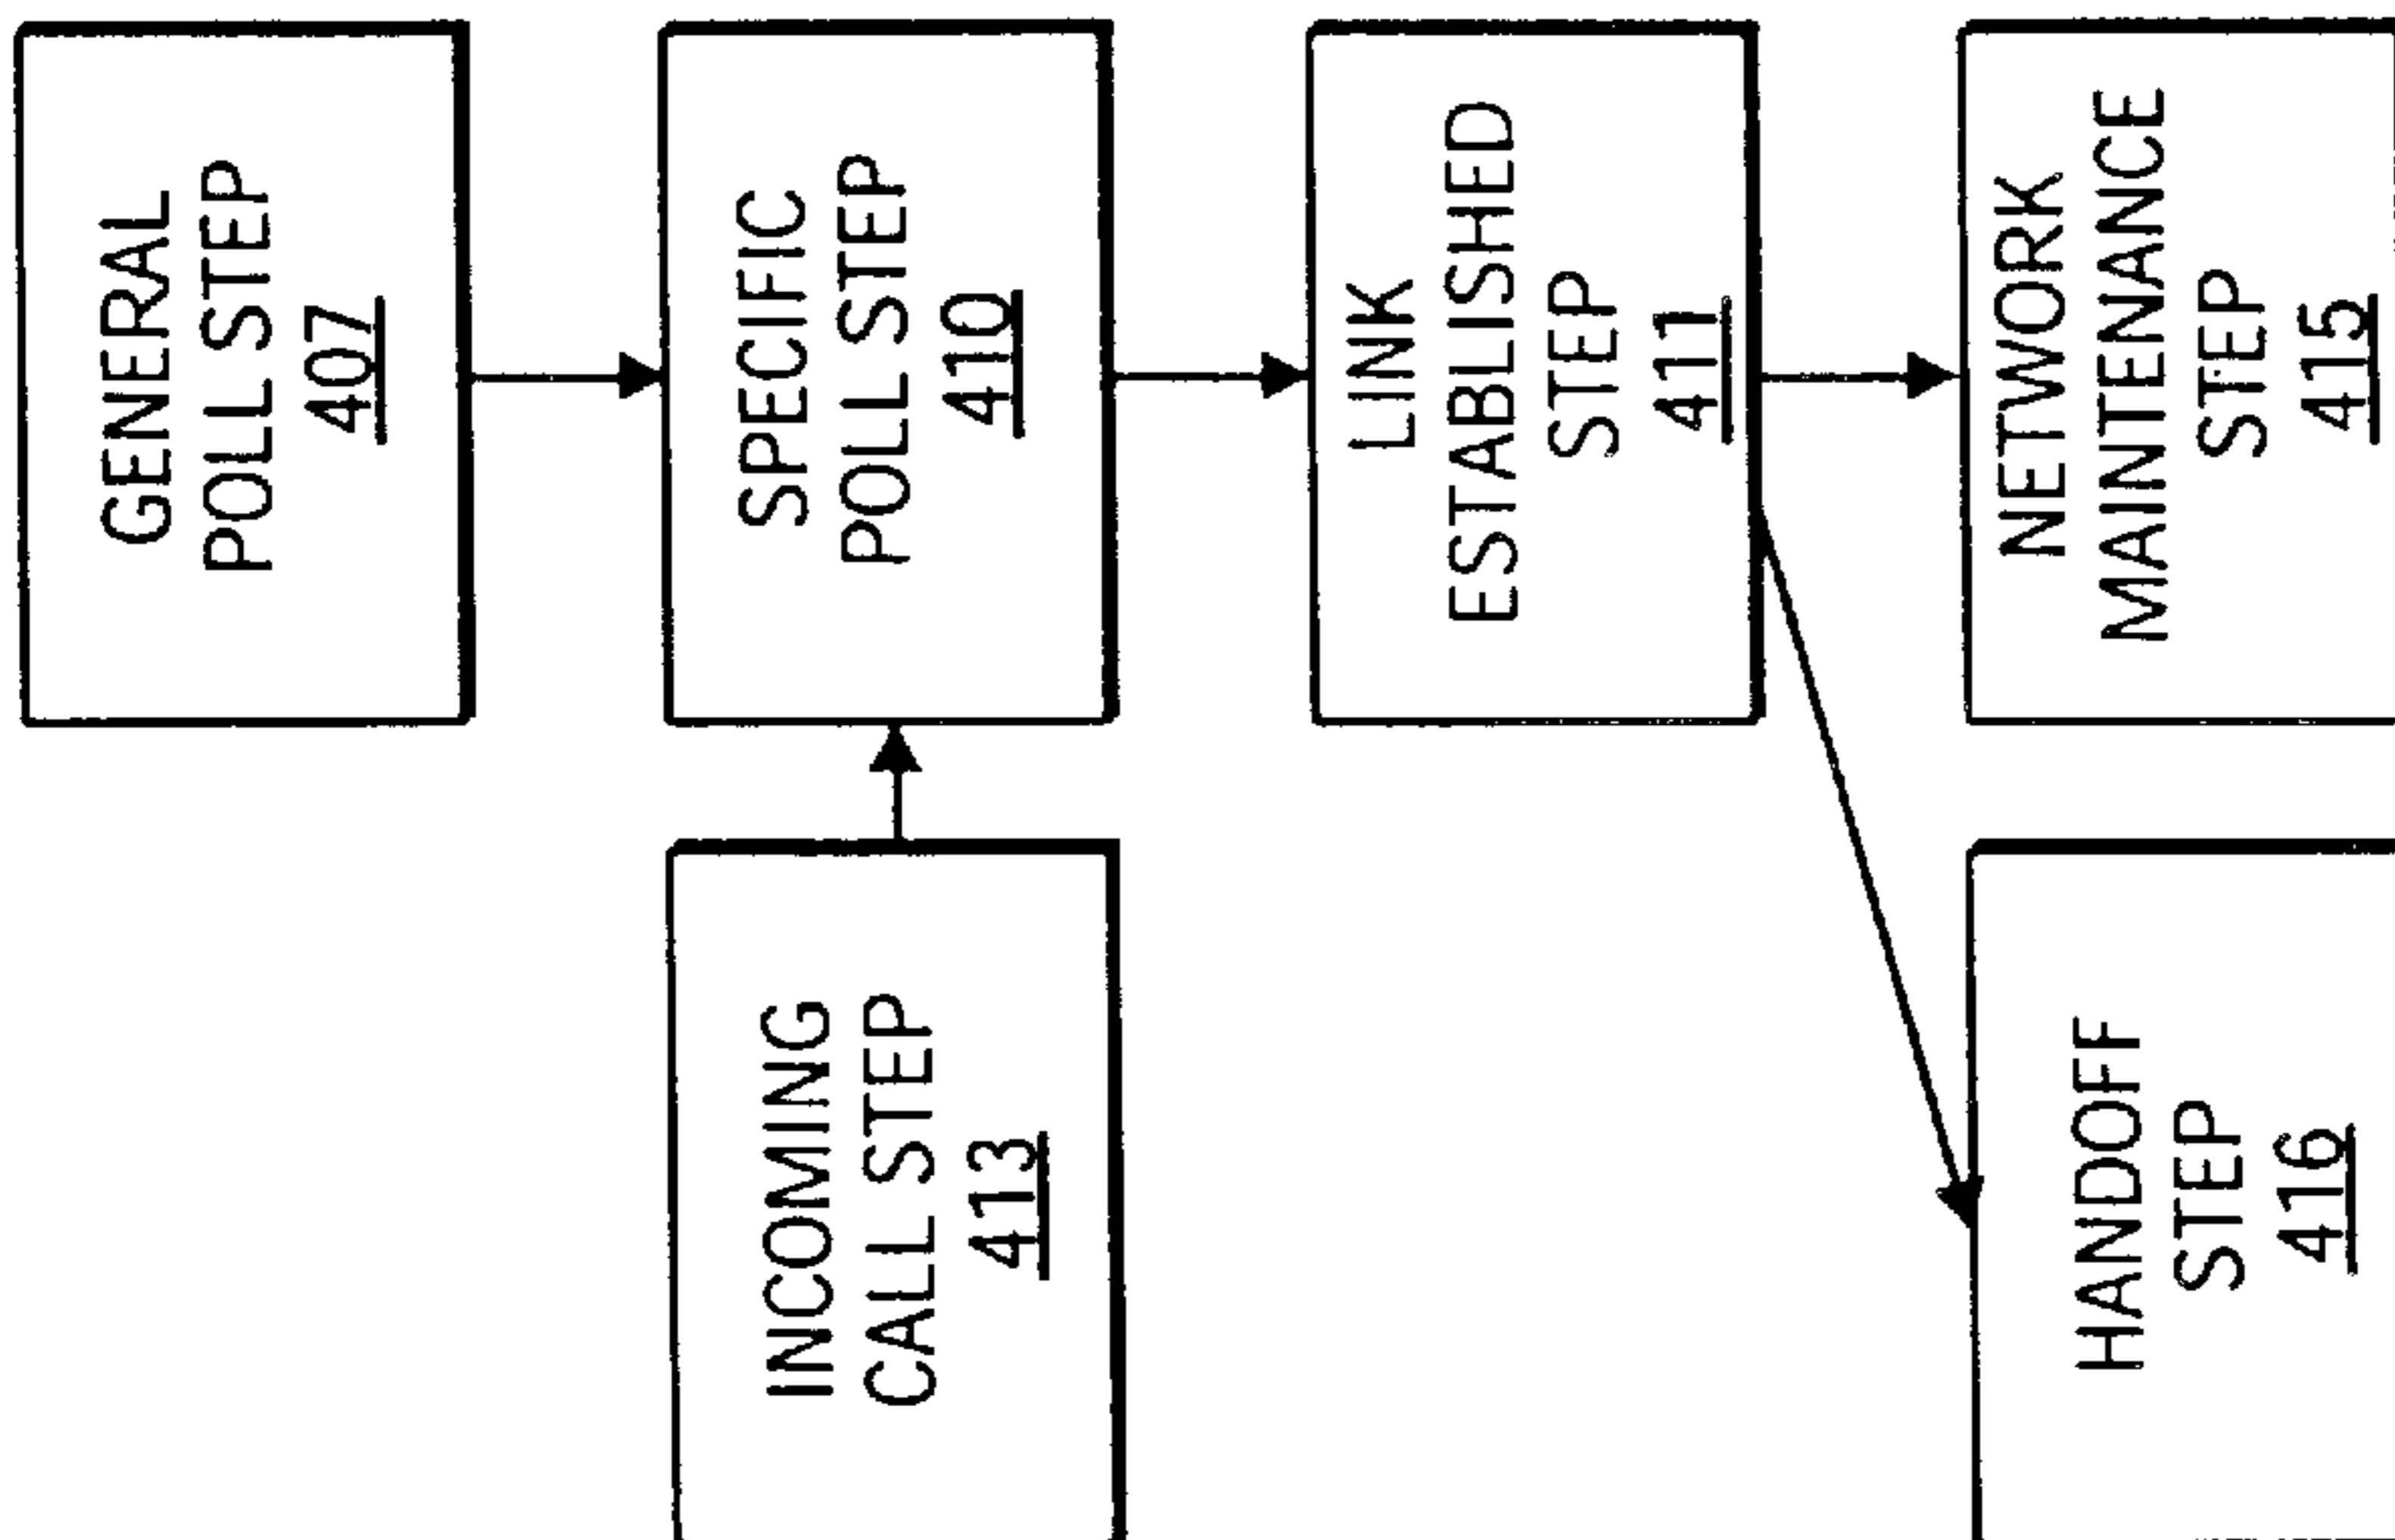 GENERAL
POLL STEP
407
SPECIFIC
POLL STEP
410
INCOMING
CALL STEP
413
LINK
ESTABLISHED
STEP
411
NETWORK
MAINTENANCE
STEP
415
HANDOFF
STEP
416